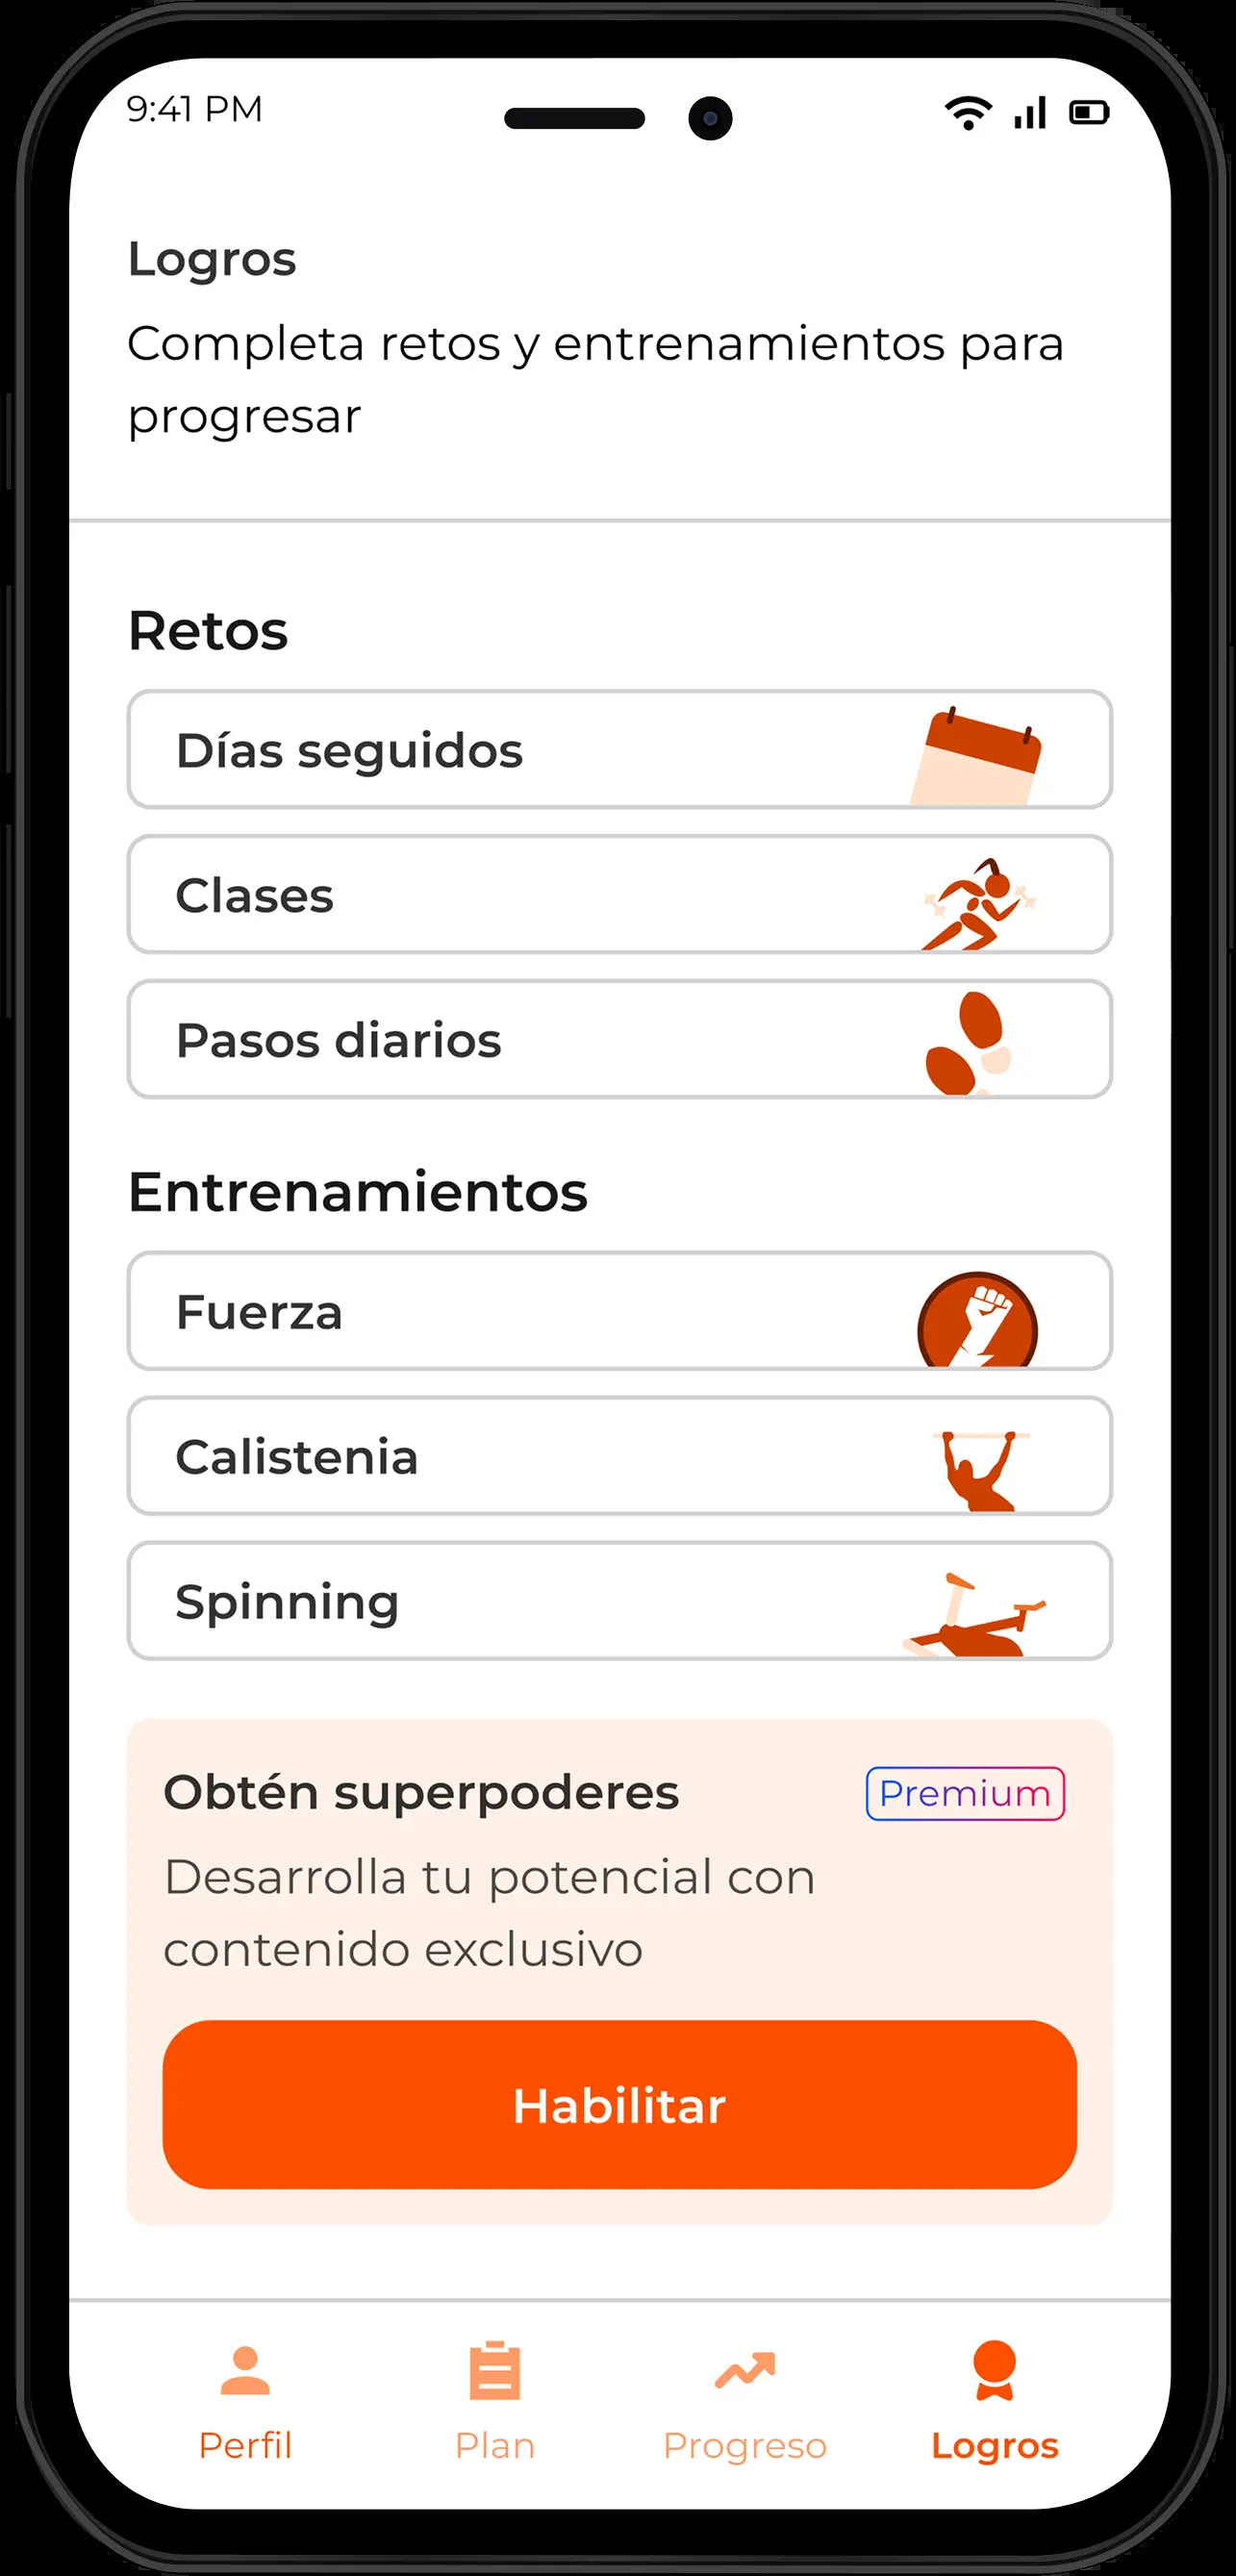 9:41 PM
Logros
Completa retos y entrenamientos para
progresar
Retos
Días seguidos
Clases
Pasos diarios
Entrenamientos
Fuerza
Calistenia
Spinning
Obtén superpoderes
Premium
Desarrolla tu potencial con
contenido exclusivo
Habilitar
Perfil
Plan
Progreso
Logros